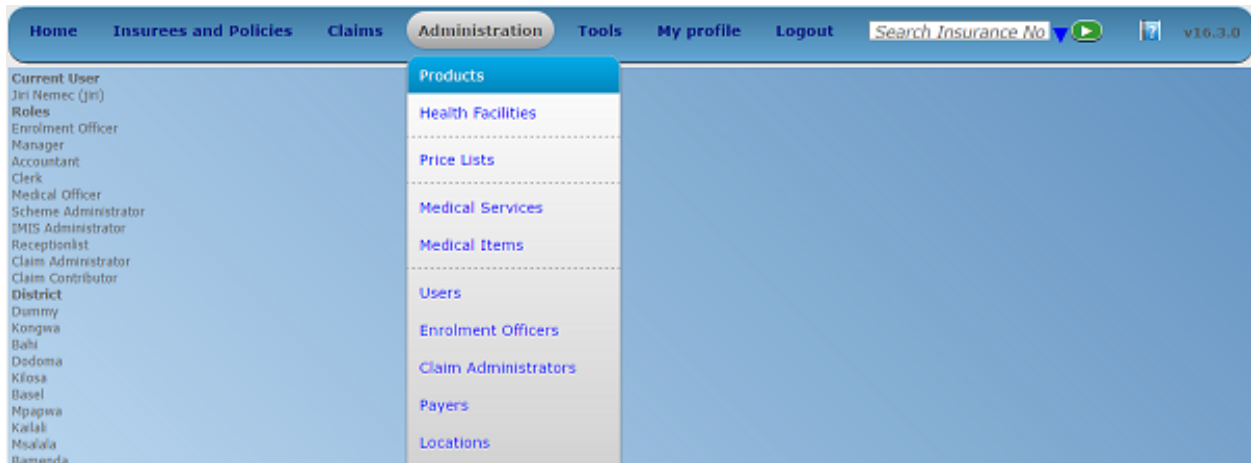 Home Insurees and Policies Claims Administration Tools My profile Logout Search Insurance No v16.3.0
Current User
Jiri Nemec (jiri)
Roles
Enrolment Officer
Manager
Accountant
Clerk
Medical Officer
Scheme Administrator
IMIS Administrator
Receptionlist
Claim Administrator
Claim Contributor
District
Dummy
Kongwa
Bahi
Dodoma
Kilosa
Basel
Mpapwa
Kailali
Msalala
Bamenda
Products
Health Facilities
Price Lists
Medical Services
Medical Items
Users
Enrolment Officers
Claim Administrators
Payers
Locations